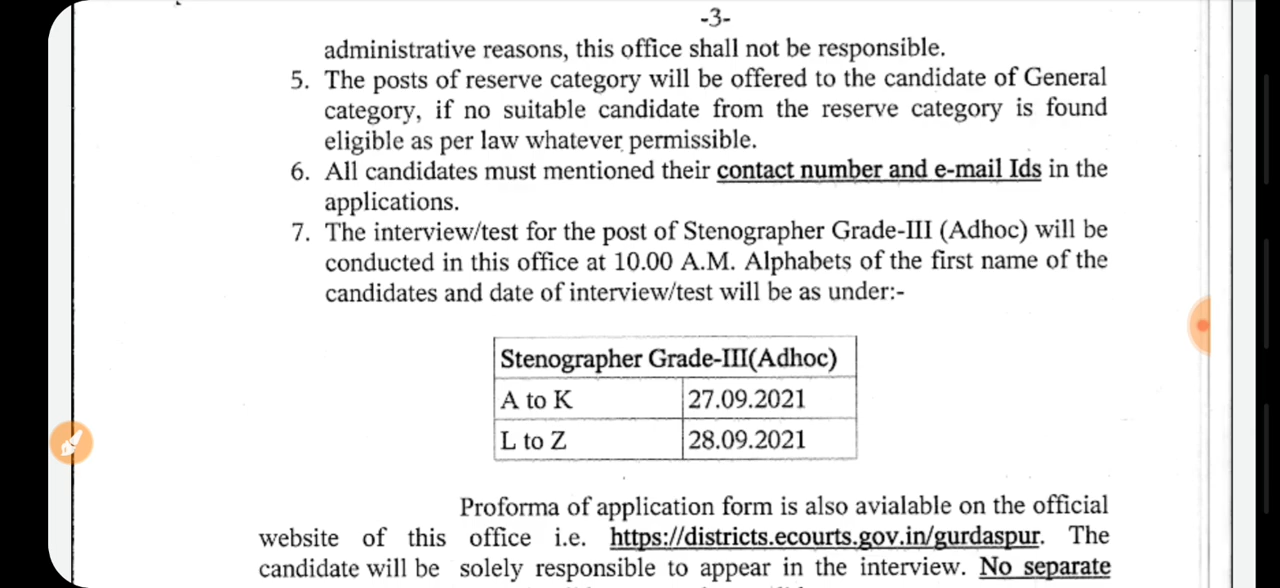 -3-
administrative reasons, this office shall not be responsible.
5. The posts of reserve category will be offered to the candidate of General
category, if no suitable candidate from the reserve category is found
eligible as per law whatever permissible.
6. All candidates must mentioned their contact number and e-mail Ids in the
applications.
7. The interview/test for the post of Stenographer Grade-III (Adhoc) will be
conducted in this office at 10.00 A.M. Alphabets of the first name of the
candidates and date of interview/test will be as under:-
Stenographer Grade-III(Adhoc)
A to K 27.09.2021
L to Z 28.09.2021
Proforma of application form is also avialable on the official
website of this office i.e. https://districts.ecourts.gov.in/gurdaspur. The
candidate will be solely responsible to appear in the interview. No separate